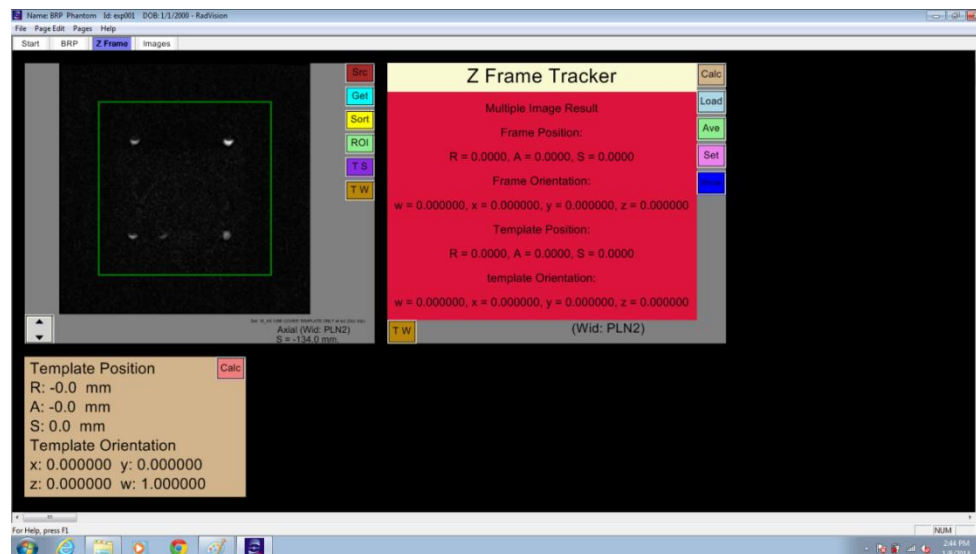 Name: BRP Phantom Id: exp001 DOB: 1/1/2000 - RadVision
File Page Edit Pages Help
Start BRP Z Frame Images
Src
Get
Sort
ROI
T S
T W
Axial (Wid: PLN2)
S = -134.0 mm.
Z Frame Tracker
Multiple Image Result
Frame Position:
R = 0.0000, A = 0.0000, S = 0.0000
Frame Orientation:
w = 0.000000, x = 0.000000, y = 0.000000, z = 0.000000
Template Position:
R = 0.0000, A = 0.0000, S = 0.0000
template Orientation:
w = 0.000000, x = 0.000000, y = 0.000000, z = 0.000000
Calc
Load
Ave
Set
T W
(Wid: PLN2)
Template Position
Calc
R: -0.0 mm
A: -0.0 mm
S: 0.0 mm
Template Orientation
x: 0.000000 y: 0.000000
z: 0.000000 w: 1.000000
For Help, press F1
NUM
2:44 PM